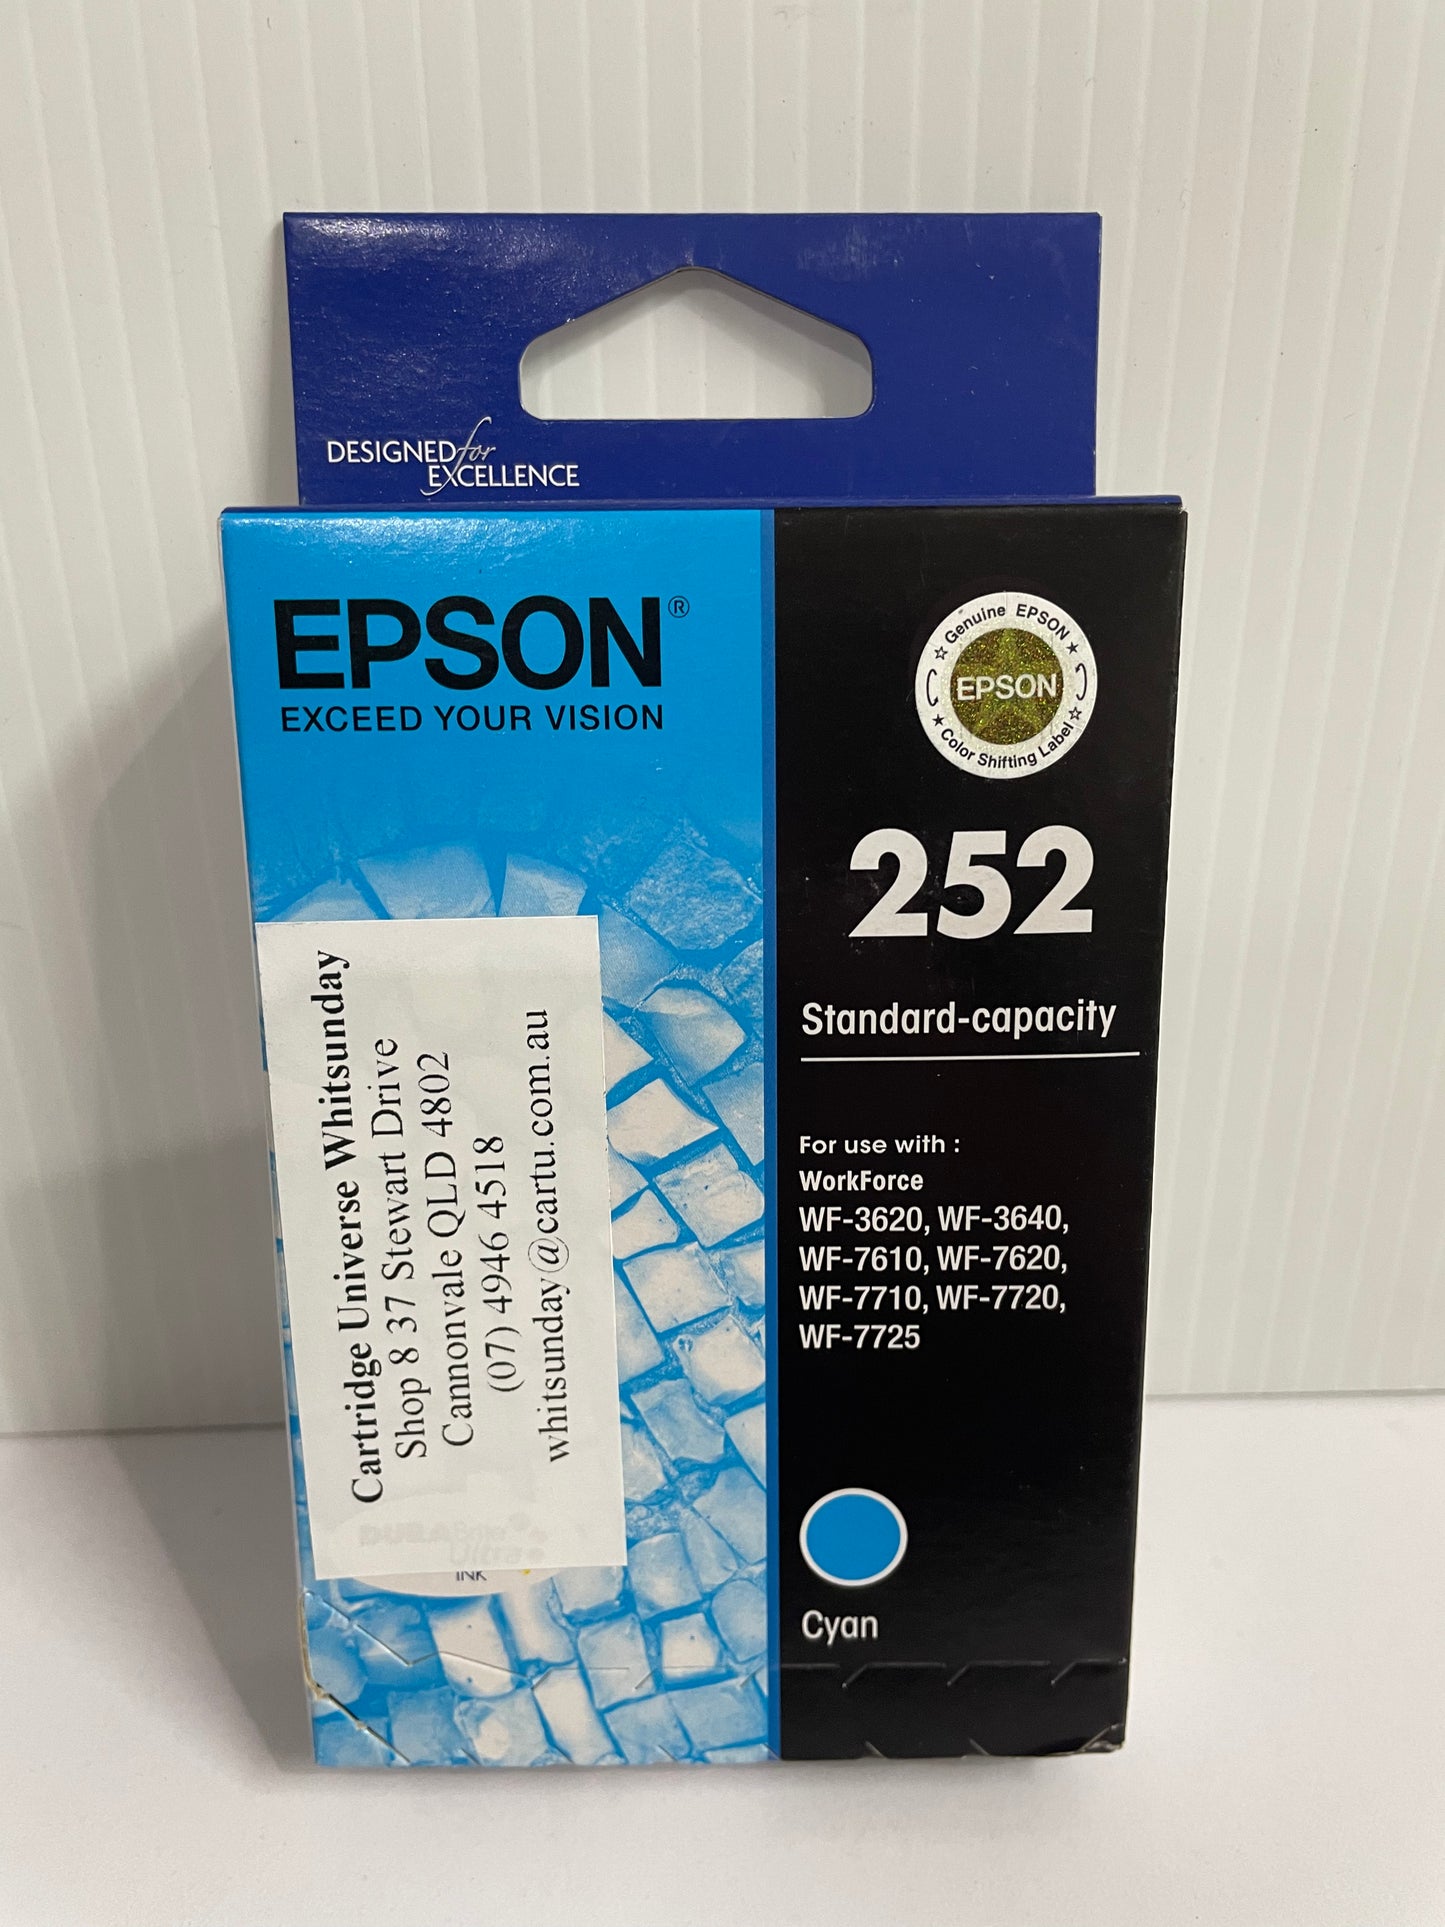 DESIGNED for
EXCELLENCE
EPSON®
EXCEED YOUR VISION
Genuine EPSON
EPSON
Color Shifting Label
252
Standard-capacity
For use with :
WorkForce
WF-3620, WF-3640,
WF-7610, WF-7620,
WF-7710, WF-7720,
WF-7725
Cyan
Cartridge Universe Whitsunday
Shop 8 37 Stewart Drive
Cannonvale QLD 4802
(07) 4946 4518
whitsunday@cartu.com.au
DURABrite
Ultra
INK